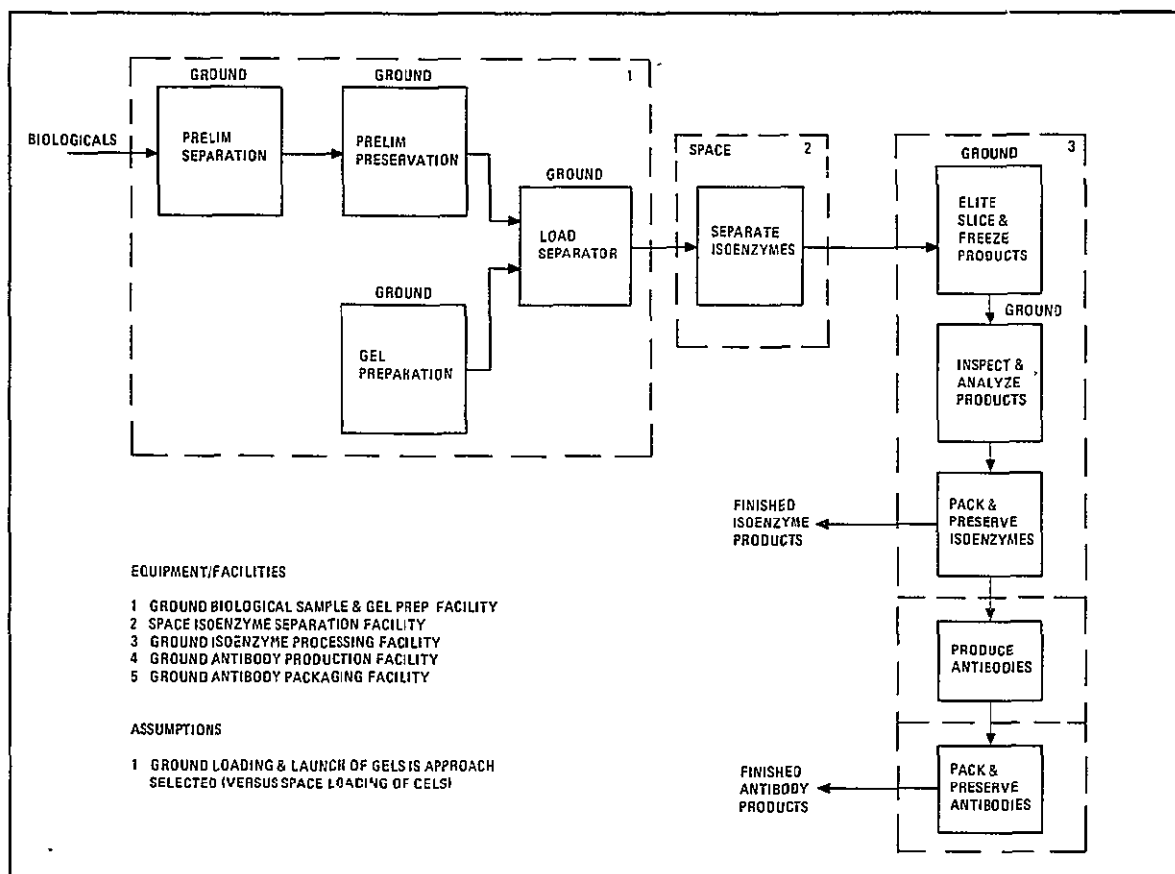 GROUND
GROUND
1
BIOLOGICALS
PRELIM
SEPARATION
PRELIM
PRESERVATION
GROUND
LOAD
SEPARATOR
GROUND
GEL
PREPARATION
SPACE
2
SEPARATE
ISOENZYMES
GROUND
3
ELITE
SLICE &
FREEZE
PRODUCTS
GROUND
INSPECT &
ANALYZE
PRODUCTS
PACK &
PRESERVE
ISOENZYMES
FINISHED
ISOENZYME
PRODUCTS
PRODUCE
ANTIBODIES
PACK &
PRESERVE
ANTIBODIES
FINISHED
ANTIBODY
PRODUCTS
EQUIPMENT/FACILITIES
1 GROUND BIOLOGICAL SAMPLE & GEL PREP FACILITY
2 SPACE ISOENZYME SEPARATION FACILITY
3 GROUND ISOENZYME PROCESSING FACILITY
4 GROUND ANTIBODY PRODUCTION FACILITY
5 GROUND ANTIBODY PACKAGING FACILITY
ASSUMPTIONS
1 GROUND LOADING & LAUNCH OF GELS IS APPROACH
SELECTED (VERSUS SPACE LOADING OF GELS)